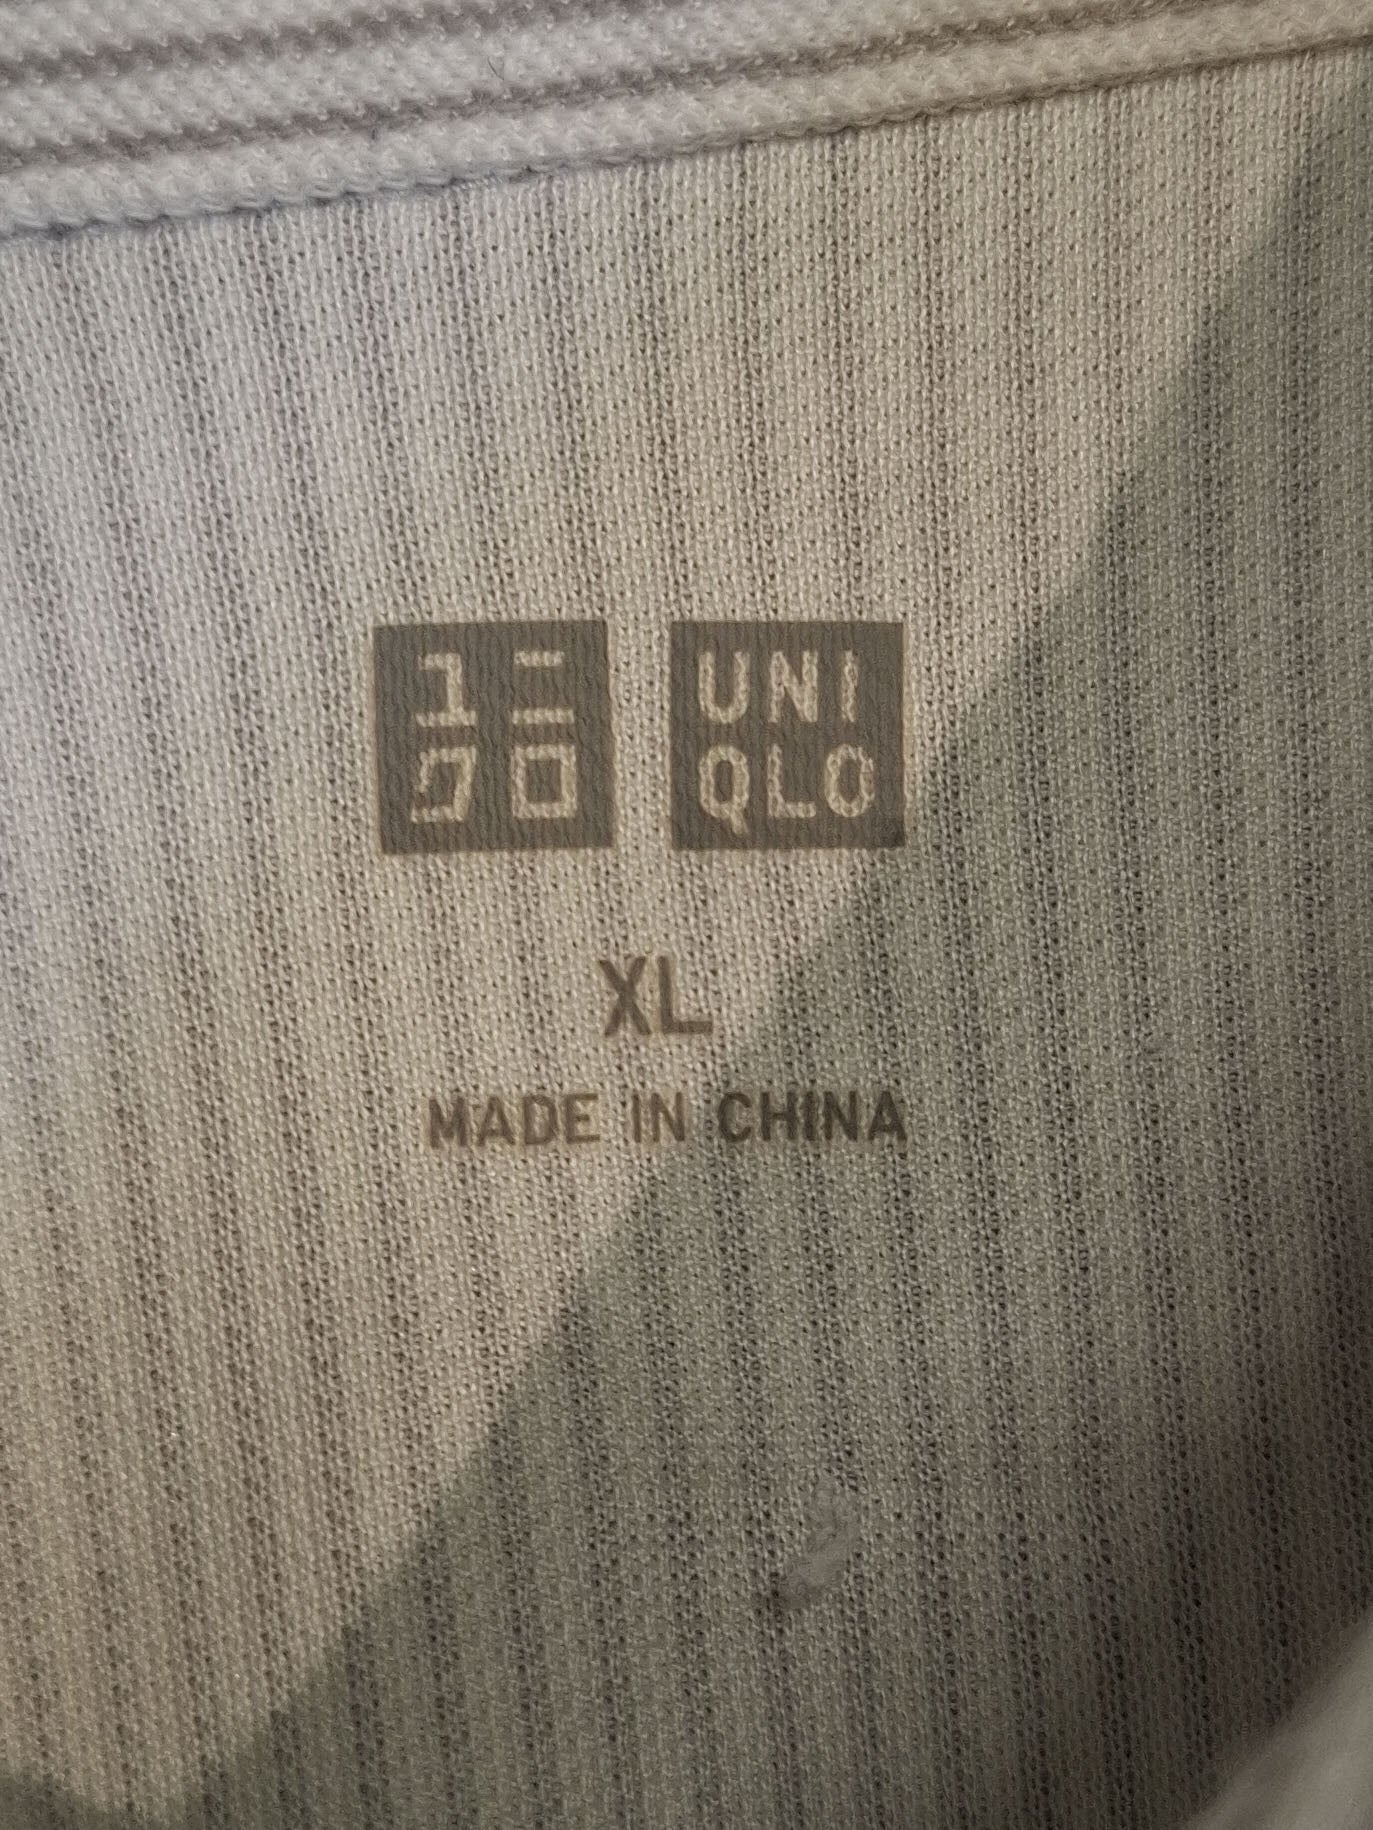 ユニ
クロ
UNI
QLO
XL
MADE IN CHINA